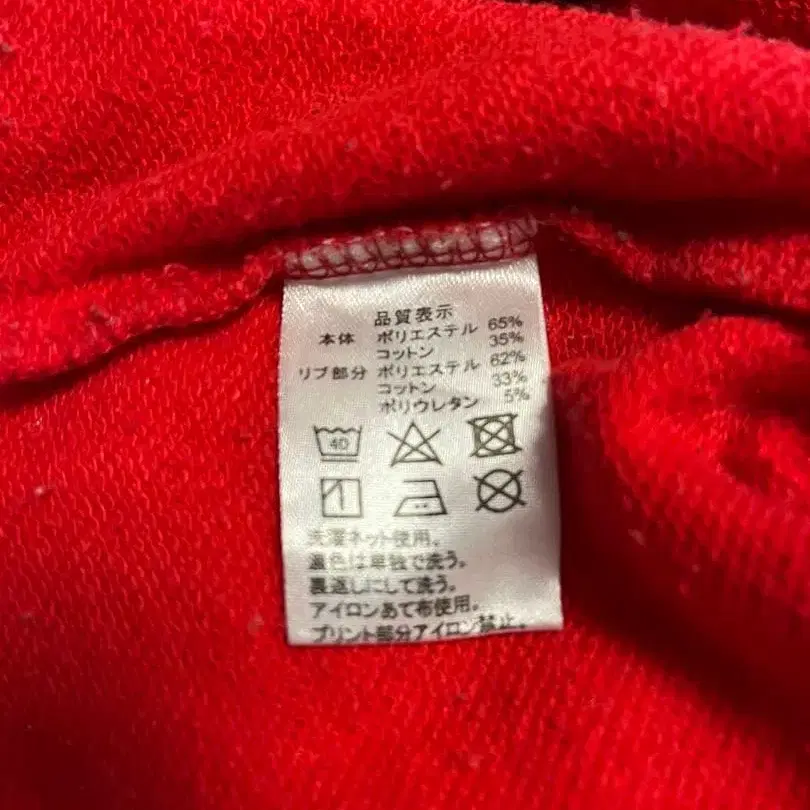 品質表示
本体 ポリエステル 65%
コットン 35%
リブ部分 ポリエステル 62%
コットン 33%
ポリウレタン 5%
40
洗濯ネット使用。
濃色は単独で洗う。
裏返しにして洗う。
アイロンあて布使用。
プリント部分アイロン禁止。